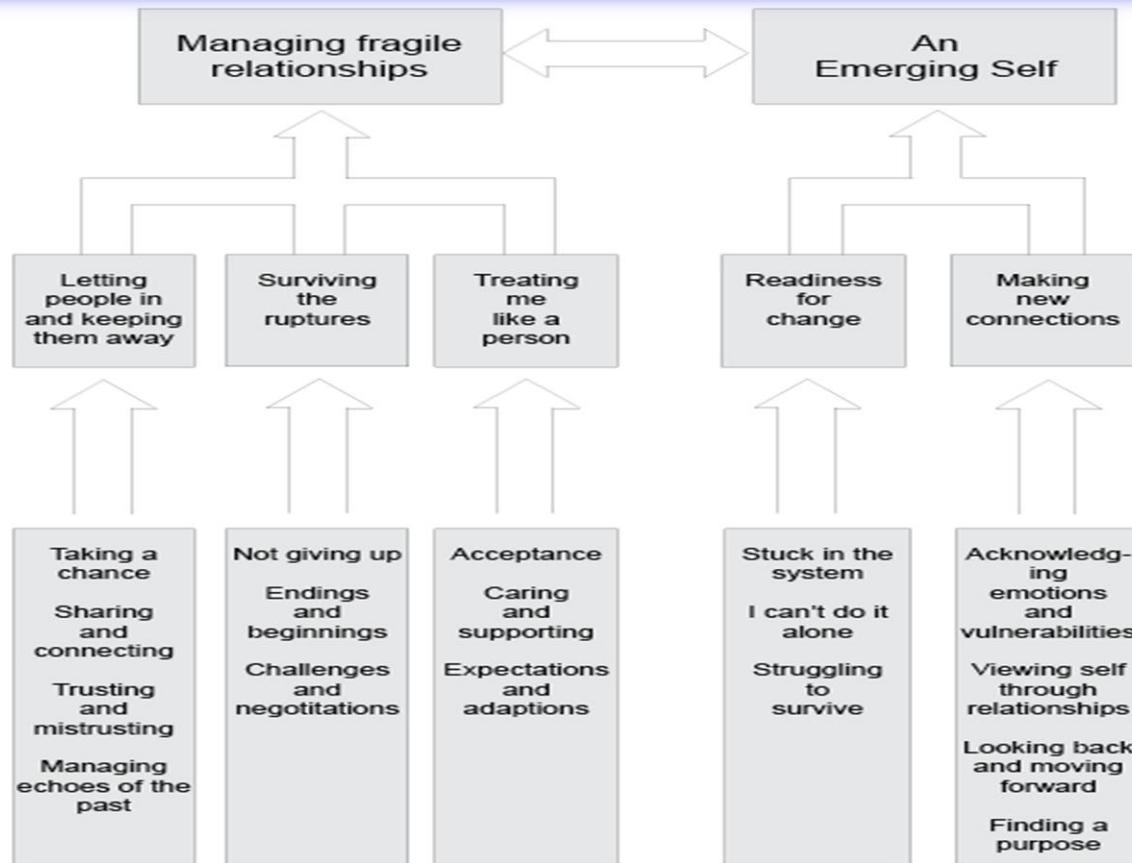 Managing fragile
relationships
An
Emerging Self
Letting
people in
and keeping
them away
Surviving
the
ruptures
Treating
me
like a
person
Readiness
for
change
Making
new
connections
Taking a
chance
Sharing
and
connecting
Trusting
and
mistrusting
Managing
echoes of the
past
Not giving up
Endings
and
beginnings
Challenges
and
negotitations
Acceptance
Caring
and
supporting
Expectations
and
adaptions
Stuck in the
system
I can't do it
alone
Struggling
to
survive
Acknowledg-
ing
emotions
and
vulnerabilities
Viewing self
through
relationships
Looking back
and moving
forward
Finding a
purpose